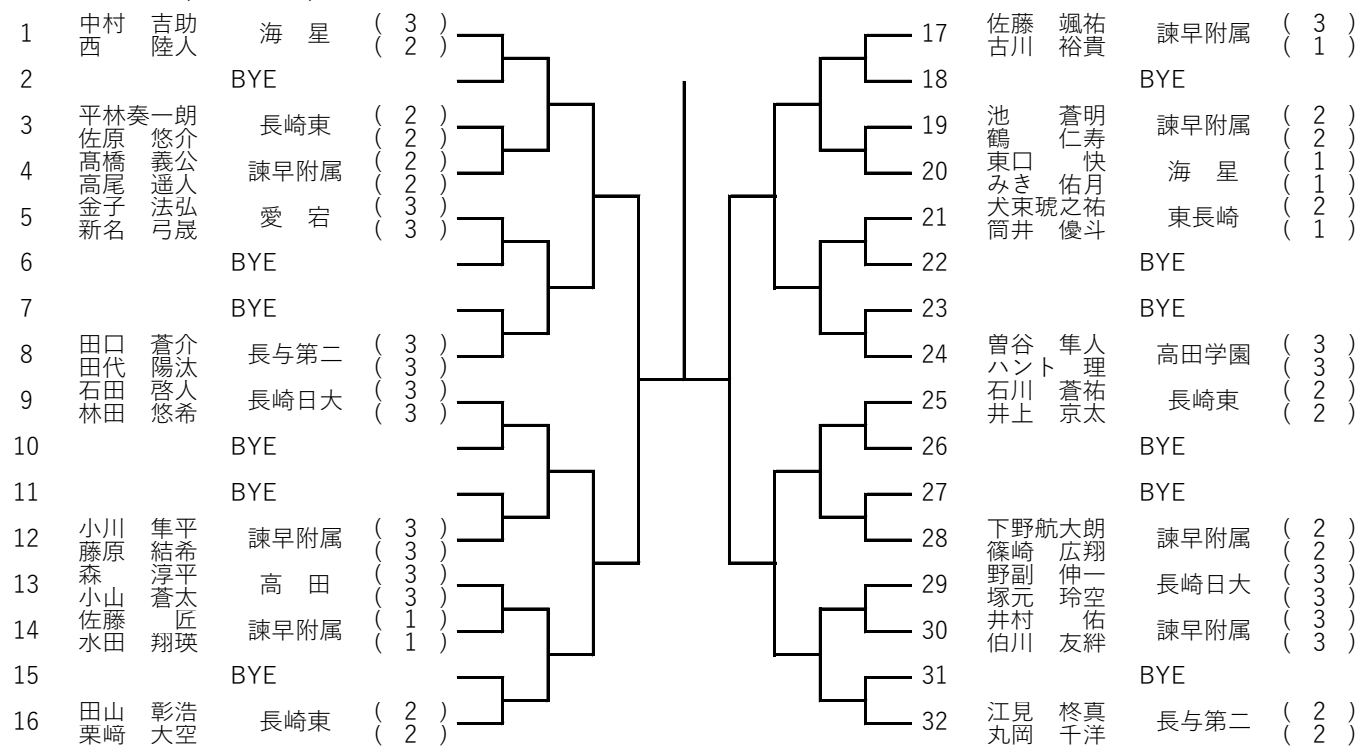 1 中村 吉助 海 星 ( 3 )
西 陸人 ( 2 )
2 BYE
3 平林奏一朗 長崎東 ( 2 )
佐原 悠介 ( 2 )
4 髙橋 義公 諫早附属 ( 2 )
高尾 遥人 ( 2 )
5 金子 法弘 愛 宕 ( 3 )
新名 弓晟 ( 3 )
6 BYE
7 BYE
8 田口 蒼介 長与第二 ( 3 )
田代 陽汰 ( 3 )
9 石田 啓人 長崎日大 ( 3 )
林田 悠希 ( 3 )
10 BYE
11 BYE
12 小川 隼平 諫早附属 ( 3 )
藤原 結希 ( 3 )
13 森 淳平 高 田 ( 3 )
小山 蒼太 ( 3 )
14 佐藤 匠 諫早附属 ( 1 )
水田 翔瑛 ( 1 )
15 BYE
16 田山 彰浩 長崎東 ( 2 )
栗﨑 大空 ( 2 )
17 佐藤 颯祐 諫早附属 ( 3 )
古川 裕貴 ( 1 )
18 BYE
19 池 蒼明 諫早附属 ( 2 )
鶴 仁寿 ( 2 )
20 東口 快 海 星 ( 1 )
みき 佑月 ( 1 )
21 犬束琥之祐 東長崎 ( 2 )
筒井 優斗 ( 1 )
22 BYE
23 BYE
24 曽谷 隼人 高田学園 ( 3 )
ハント 理 ( 3 )
25 石川 蒼祐 長崎東 ( 2 )
井上 京太 ( 2 )
26 BYE
27 BYE
28 下野航大朗 諫早附属 ( 2 )
篠崎 広翔 ( 2 )
29 野副 伸一 長崎日大 ( 3 )
塚元 玲空 ( 3 )
30 井村 佑 諫早附属 ( 3 )
伯川 友絆 ( 3 )
31 BYE
32 江見 柊真 長与第二 ( 2 )
丸岡 千洋 ( 2 )